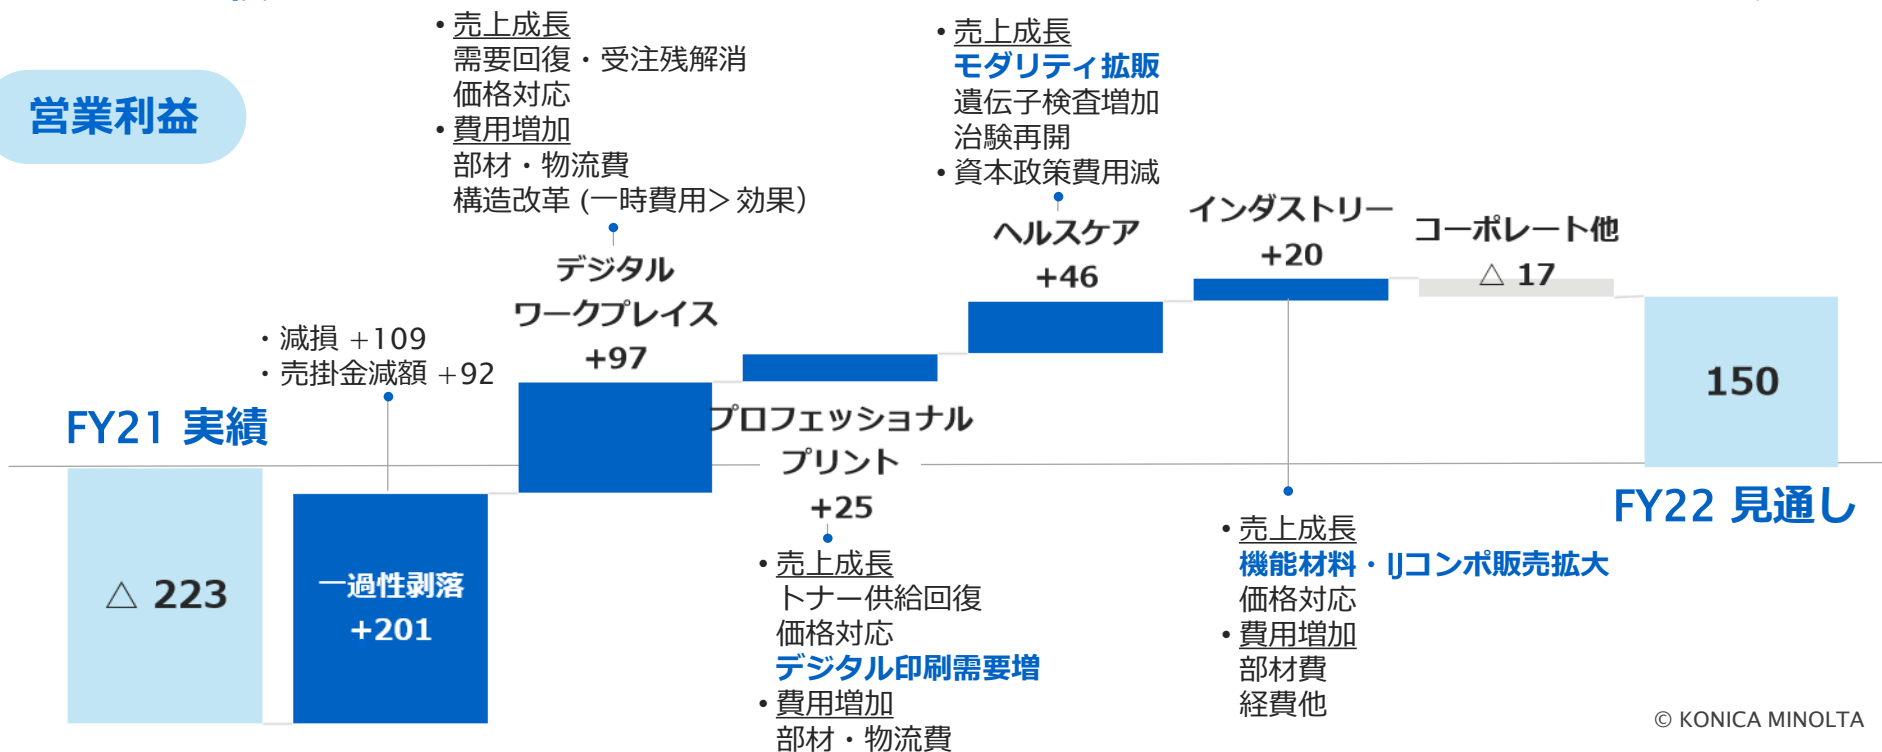 営業利益
• 売上成長
需要回復・受注残解消
価格対応
• 費用増加
部材・物流費
構造改革 (一時費用＞効果）
• 売上成長
モダリティ拡販
遺伝子検査増加
治験再開
• 資本政策費用減
・減損 +109
・売掛金減額 +92
デジタル
ワークプレイス
+97
ヘルスケア
+46
インダストリー
+20
コーポレート他
△ 17
FY21 実績
プロフェッショナル
プリント
+25
150
FY22 見通し
△ 223
一過性剥落
+201
• 売上成長
トナー供給回復
価格対応
デジタル印刷需要増
• 費用増加
部材・物流費
• 売上成長
機能材料・IJコンポ販売拡大
価格対応
• 費用増加
部材費
経費他
© KONICA MINOLTA